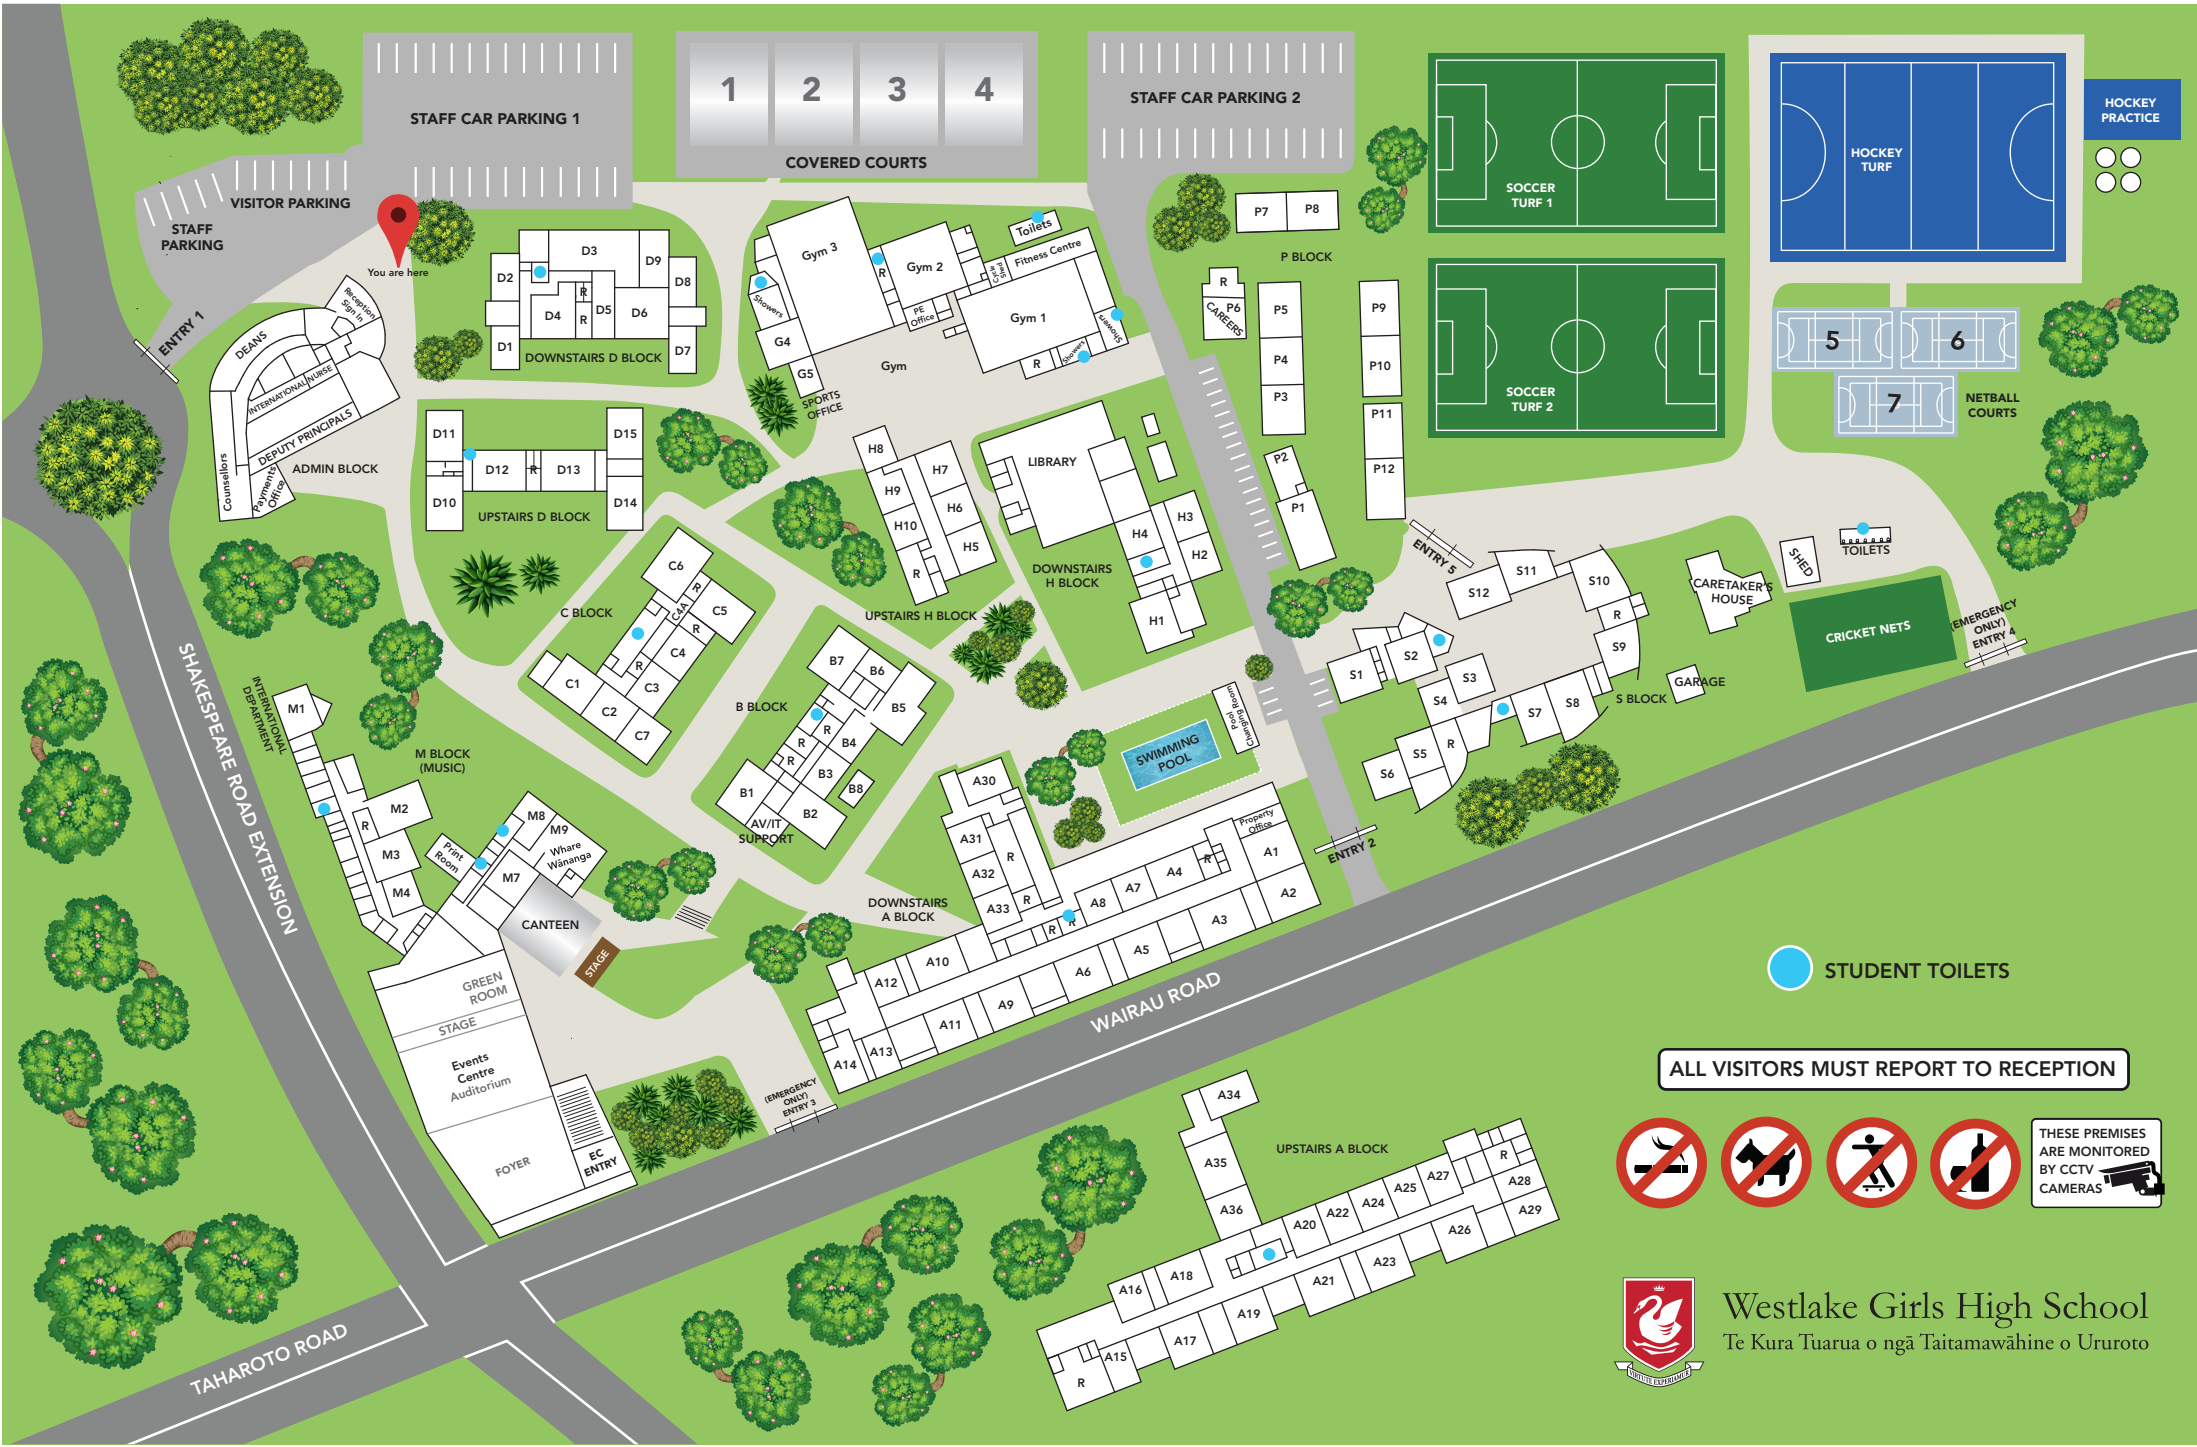 STAFF CAR PARKING 1
1
2
3
4
COVERED COURTS
STAFF CAR PARKING 2
SOCCER
TURF 1
HOCKEY
TURF
HOCKEY
PRACTICE
VISITOR PARKING
STAFF
PARKING
You are here
ENTRY 1
Reception
Sign In
DEANS
INTERNATIONAL
NURSE
DEPUTY PRINCIPALS
Payments
Office
Counsellors
ADMIN BLOCK
D3
D2
D9
D8
D4
R
R
D5
D6
D1
D7
DOWNSTAIRS D BLOCK
D11
D15
D12
R
D13
D10
D14
UPSTAIRS D BLOCK
Gym 3
R
Gym 2
Toilets
Fitness Centre
Cycle
Shed
Showers
PE
Office
Gym 1
Showers
Showers
R
G4
G5
SPORTS
OFFICE
Gym
P7
P8
P BLOCK
R
P6
CAREERS
P5
P4
P3
P2
P1
P9
P10
P11
P12
SOCCER
TURF 2
5
6
7
NETBALL
COURTS
LIBRARY
H8
H7
H9
H6
H10
H5
R
UPSTAIRS H BLOCK
H4
H3
H2
H1
DOWNSTAIRS
H BLOCK
ENTRY 5
S12
S11
S10
R
S9
S1
S2
S3
S4
S5
S6
R
S7
S8
S BLOCK
CARETAKER'S
HOUSE
GARAGE
SHED
TOILETS
CRICKET NETS
(EMERGENCY
ONLY)
ENTRY 4
C BLOCK
C6
R
C4A
C5
R
C4
R
C3
C1
C2
C7
B BLOCK
B7
B6
B5
R
R
B4
R
B3
B8
B1
B2
AV/IT
SUPPORT
SWIMMING
POOL
Pool
Changing Room
SHAKESPEARE ROAD EXTENSION
INTERNATIONAL
DEPARTMENT
M1
M BLOCK
(MUSIC)
M2
R
M3
M4
Print
Room
M8
M9
Whare
Wānanga
M7
CANTEEN
STAGE
GREEN
ROOM
STAGE
Events
Centre
Auditorium
FOYER
EC
ENTRY
(EMERGENCY
ONLY)
ENTRY 3
DOWNSTAIRS
A BLOCK
A30
A31
R
A32
A33
R
R
R
A8
A7
A4
R
Property
Office
A1
A2
A3
A5
A6
A9
A10
A11
A12
A13
A14
ENTRY 2
WAIRAU ROAD
TAHAROTO ROAD
UPSTAIRS A BLOCK
A34
A35
A36
A20
A22
A24
A25
A27
R
A28
A29
A26
A23
A21
A19
A18
A16
A17
A15
R
STUDENT TOILETS
ALL VISITORS MUST REPORT TO RECEPTION
THESE PREMISES
ARE MONITORED
BY CCTV
CAMERAS
Westlake Girls High School
Te Kura Tuarua o ngā Taitamawāhine o Ururoto
VIRTUTE EXPERIAMUR